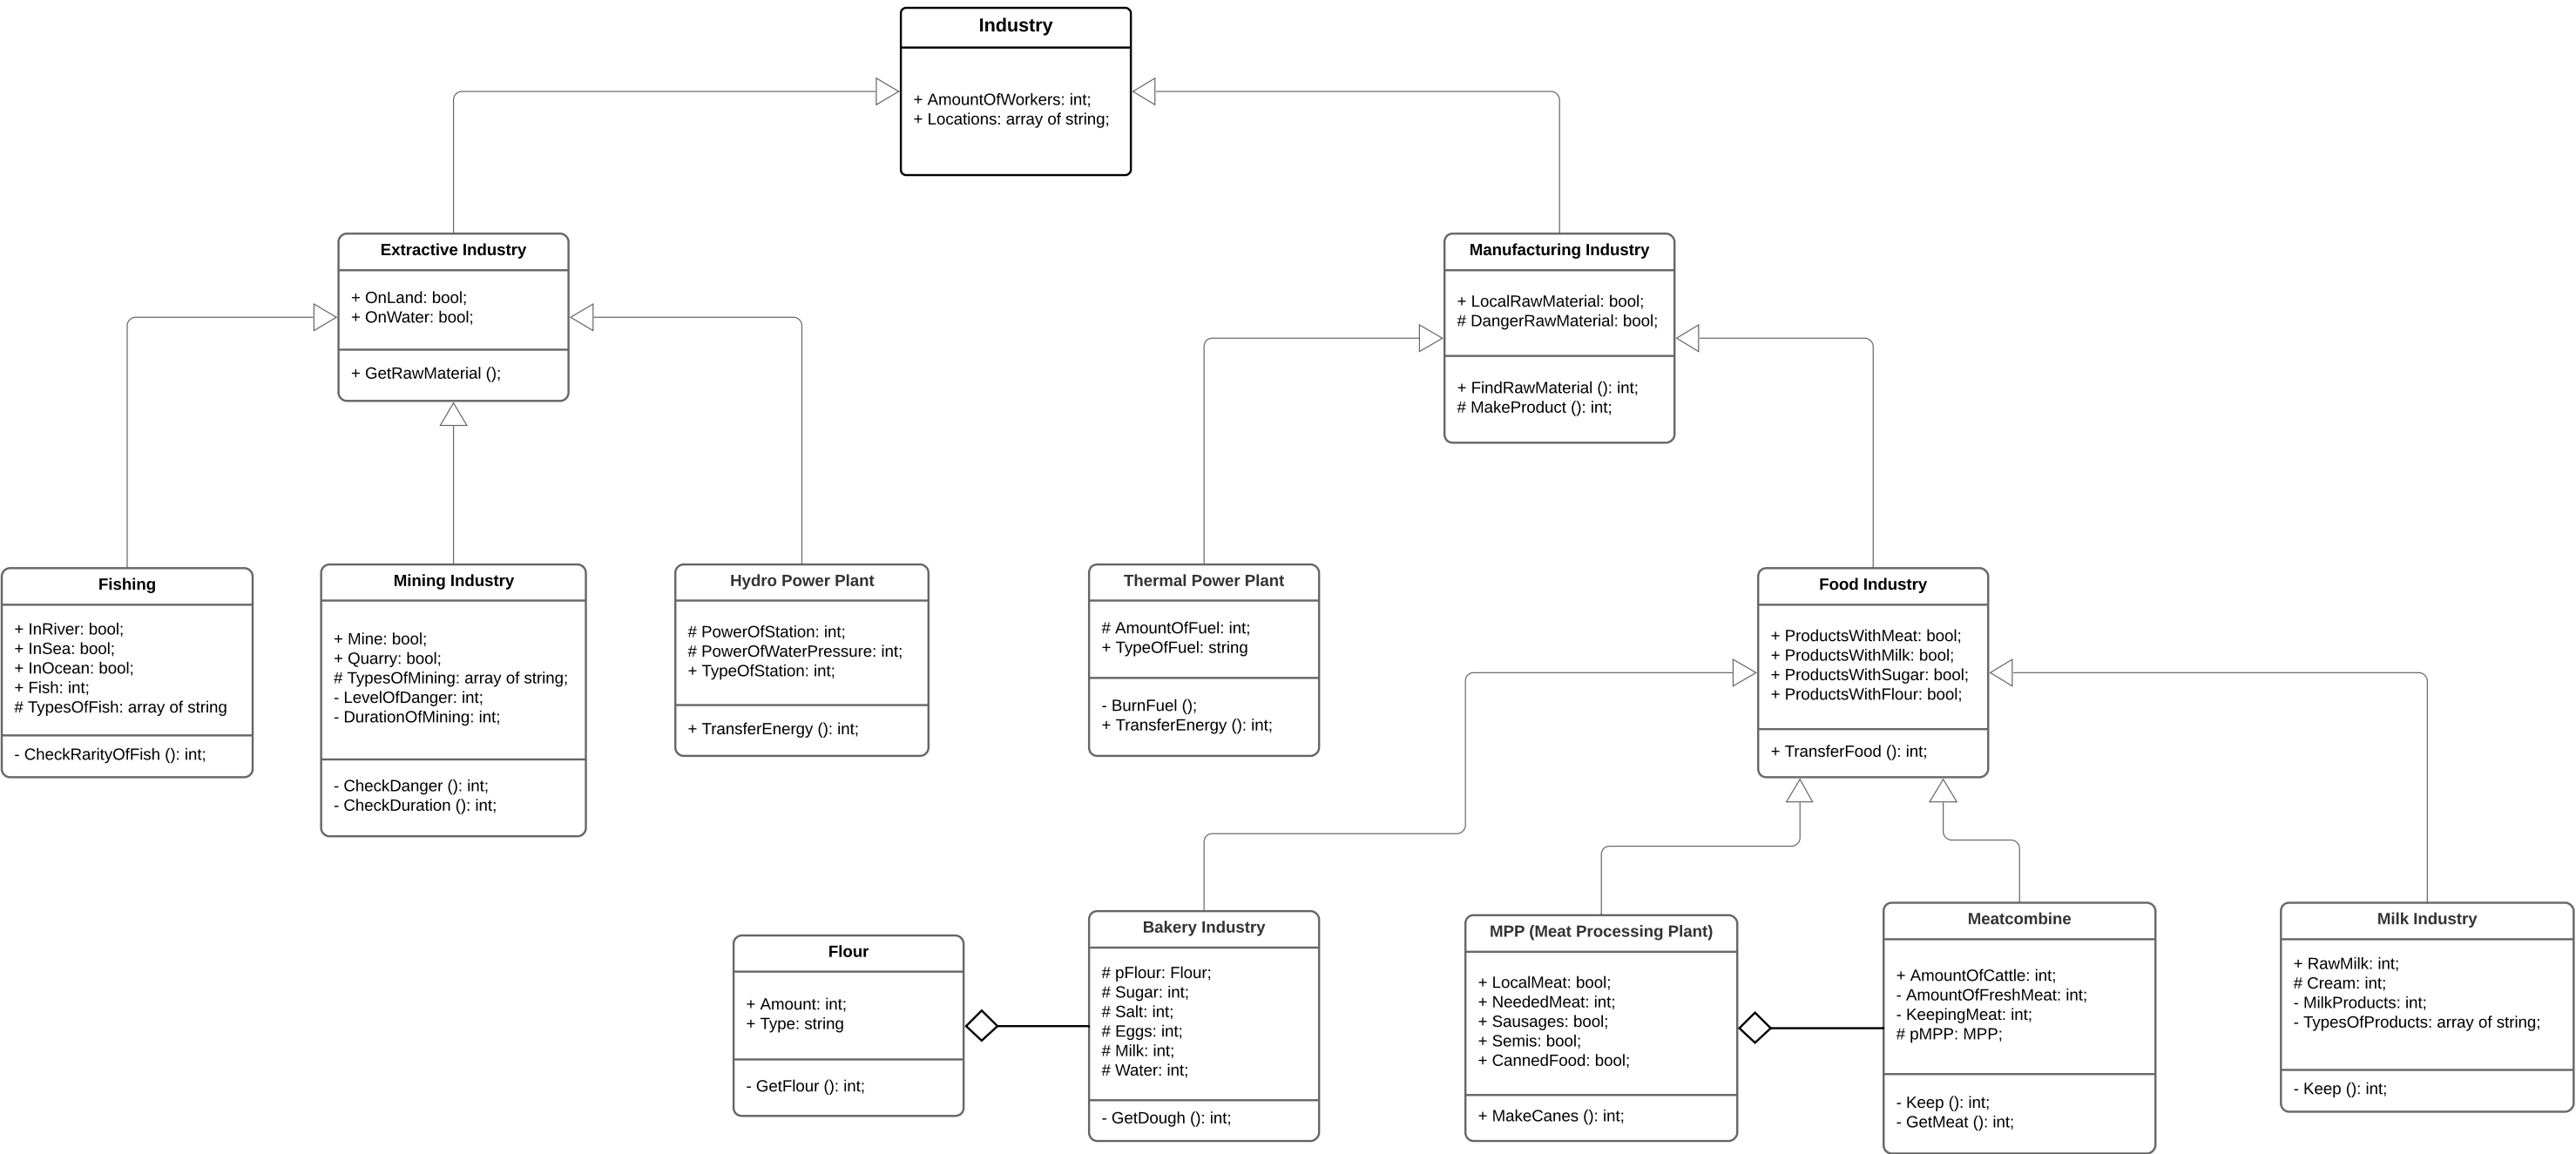 Industry
+ AmountOfWorkers: int;
+ Locations: array of string;
Extractive Industry
+ OnLand: bool;
+ OnWater: bool;
+ GetRawMaterial ();
Manufacturing Industry
+ LocalRawMaterial: bool;
# DangerRawMaterial: bool;
+ FindRawMaterial (): int;
# MakeProduct (): int;
Fishing
+ InRiver: bool;
+ InSea: bool;
+ InOcean: bool;
+ Fish: int;
# TypesOfFish: array of string
- CheckRarityOfFish (): int;
Mining Industry
+ Mine: bool;
+ Quarry: bool;
# TypesOfMining: array of string;
- LevelOfDanger: int;
- DurationOfMining: int;
- CheckDanger (): int;
- CheckDuration (): int;
Hydro Power Plant
# PowerOfStation: int;
# PowerOfWaterPressure: int;
+ TypeOfStation: int;
+ TransferEnergy (): int;
Thermal Power Plant
# AmountOfFuel: int;
+ TypeOfFuel: string
- BurnFuel ();
+ TransferEnergy (): int;
Food Industry
+ ProductsWithMeat: bool;
+ ProductsWithMilk: bool;
+ ProductsWithSugar: bool;
+ ProductsWithFlour: bool;
+ TransferFood (): int;
Flour
+ Amount: int;
+ Type: string
- GetFlour (): int;
Bakery Industry
# pFlour: Flour;
# Sugar: int;
# Salt: int;
# Eggs: int;
# Milk: int;
# Water: int;
- GetDough (): int;
MPP (Meat Processing Plant)
+ LocalMeat: bool;
+ NeededMeat: int;
+ Sausages: bool;
+ Semis: bool;
+ CannedFood: bool;
+ MakeCanes (): int;
Meatcombine
+ AmountOfCattle: int;
- AmountOfFreshMeat: int;
- KeepingMeat: int;
# pMPP: MPP;
- Keep (): int;
- GetMeat (): int;
Milk Industry
+ RawMilk: int;
# Cream: int;
- MilkProducts: int;
- TypesOfProducts: array of string;
- Keep (): int;